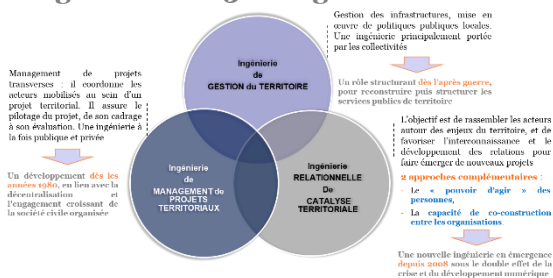 Gestion des infrastructures, mise en
œuvre de politiques publiques locales.
Une ingénierie principalement portée
par les collectivités
Ingénierie
de
GESTION du TERRITOIRE
Un rôle structurant dès l'après guerre,
pour reconstruire puis structurer les
services publics de territoire
Management de projets
transverses : il coordonne les
acteurs mobilisés au sein d'un
projet territorial. Il assure le
pilotage du projet, de son cadrage
à son évaluation. Une ingénierie à
la fois publique et privée
Un développement dès les
années 1980, en lien avec la
décentralisation et
l'engagement croissant de
la société civile organisée
Ingénierie
de
MANAGEMENT de
PROJETS
TERRITORIAUX
Ingénierie
RELATIONNELLE
De
CATALYSE
TERRITORIALE
L'objectif est de rassembler les acteurs
autour des enjeux du territoire, et de
favoriser l'interconnaissance et le
développement des relations pour
faire émerger de nouveaux projets
2 approches complémentaires :
- Le « pouvoir d'agir » des
personnes,
- La capacité de co-construction
entre les organisations
Une nouvelle ingénierie en émergence
depuis 2008 sous le double effet de la
crise et du développement numérique